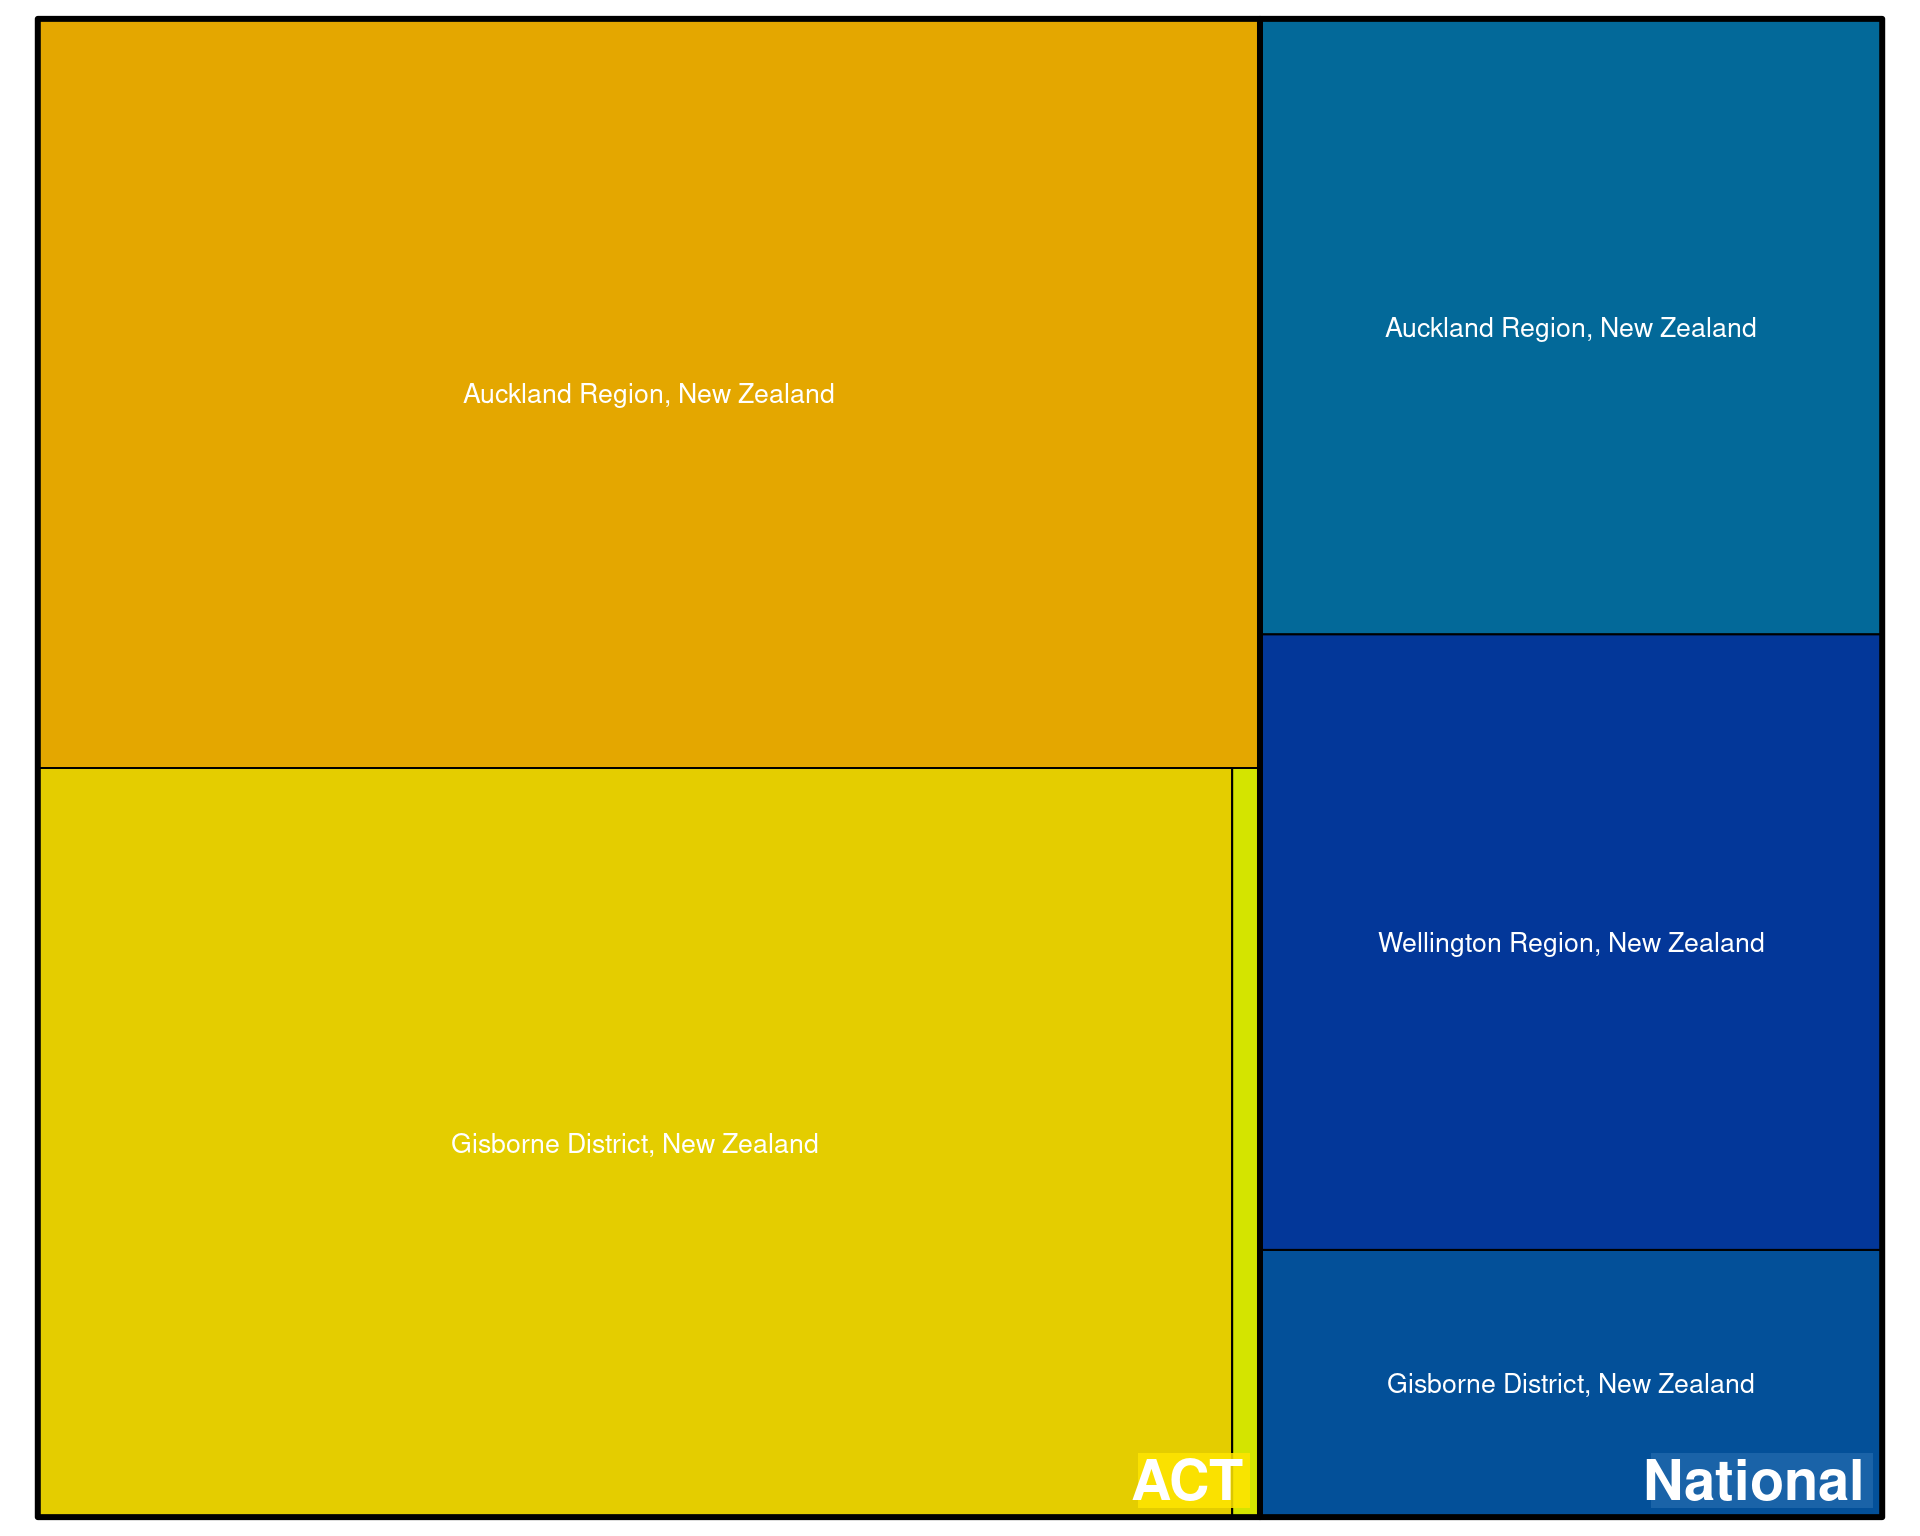 Auckland Region, New Zealand
Gisborne District, New Zealand
ACT
Auckland Region, New Zealand
Wellington Region, New Zealand
Gisborne District, New Zealand
National